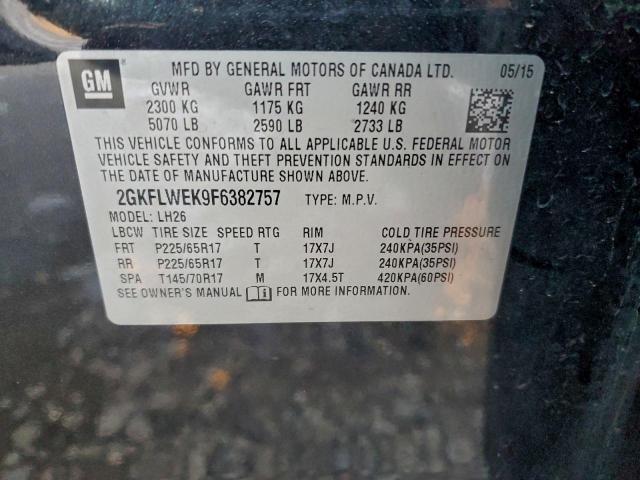 GM MFD BY GENERAL MOTORS OF CANADA LTD. 05/15
GVWR GAWR FRT GAWR RR
2300 KG 1175 KG 1240 KG
5070 LB 2590 LB 2733 LB
THIS VEHICLE CONFORMS TO ALL APPLICABLE U.S. FEDERAL MOTOR
VEHICLE SAFETY AND THEFT PREVENTION STANDARDS IN EFFECT ON
THE DATE OF MANUFACTURE SHOWN ABOVE.
2GKFLWEK9F6382757 TYPE: M.P.V.
MODEL: LH26
LBCW TIRE SIZE SPEED RTG RIM COLD TIRE PRESSURE
FRT P225/65R17 T 17X7J 240KPA(35PSI)
RR P225/65R17 T 17X7J 240KPA(35PSI)
SPA T145/70R17 M 17X4.5T 420KPA(60PSI)
SEE OWNER'S MANUAL FOR MORE INFORMATION.